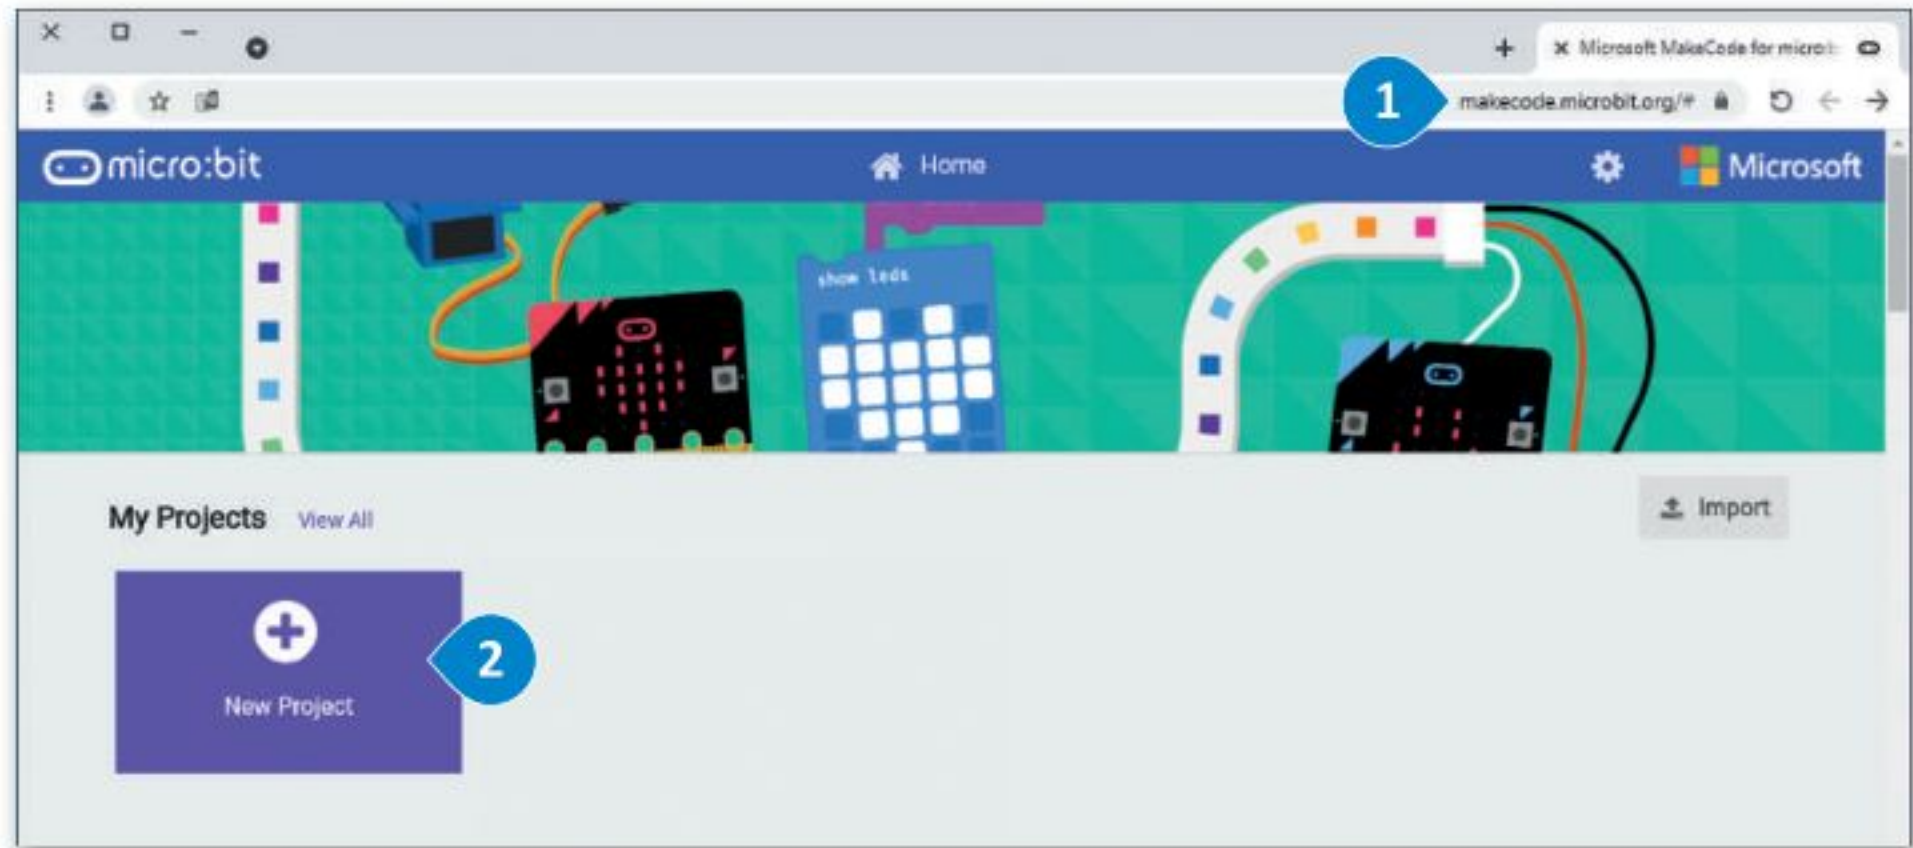 Microsoft MakeCode for micro:b
1
makecode.microbit.org/#
micro:bit
Home
Microsoft
show leds
My Projects
View All
Import
New Project
2